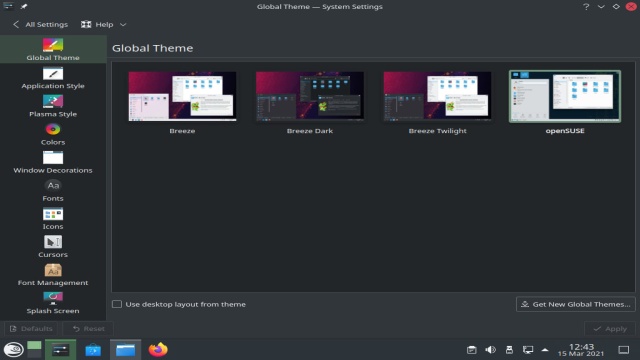 Global Theme — System Settings
All Settings
Help
Global Theme
Application Style
Plasma Style
Colors
Window Decorations
Fonts
Aa
Icons
Cursors
Font Management
Splash Screen
Global Theme
Breeze
Breeze Dark
Breeze Twilight
openSUSE
Use desktop layout from theme
Get New Global Themes...
Defaults
Reset
Apply
12:43
15 Mar 2021